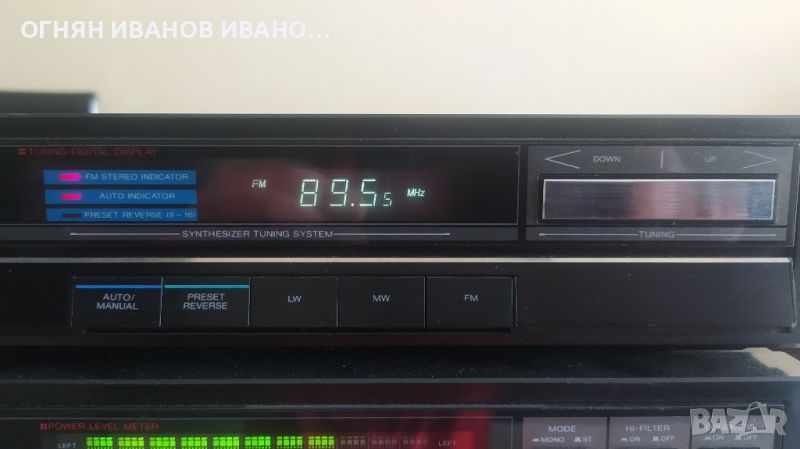 ОГНЯН ИВАНОВ ИВАНО...
TUNING DIGITAL DISPLAY
DOWN UP
FM STEREO INDICATOR
FM 89.55 MHz
AUTO INDICATOR
PRESET REVERSE (9-16)
SYNTHESIZER TUNING SYSTEM
TUNING
AUTO/
MANUAL
PRESET
REVERSE
LW
MW
FM
POWER LEVEL METER
LEFT LEFT
MODE
MONO ST
HI-FILTER
ON OFF
ON OFF
BAZAR